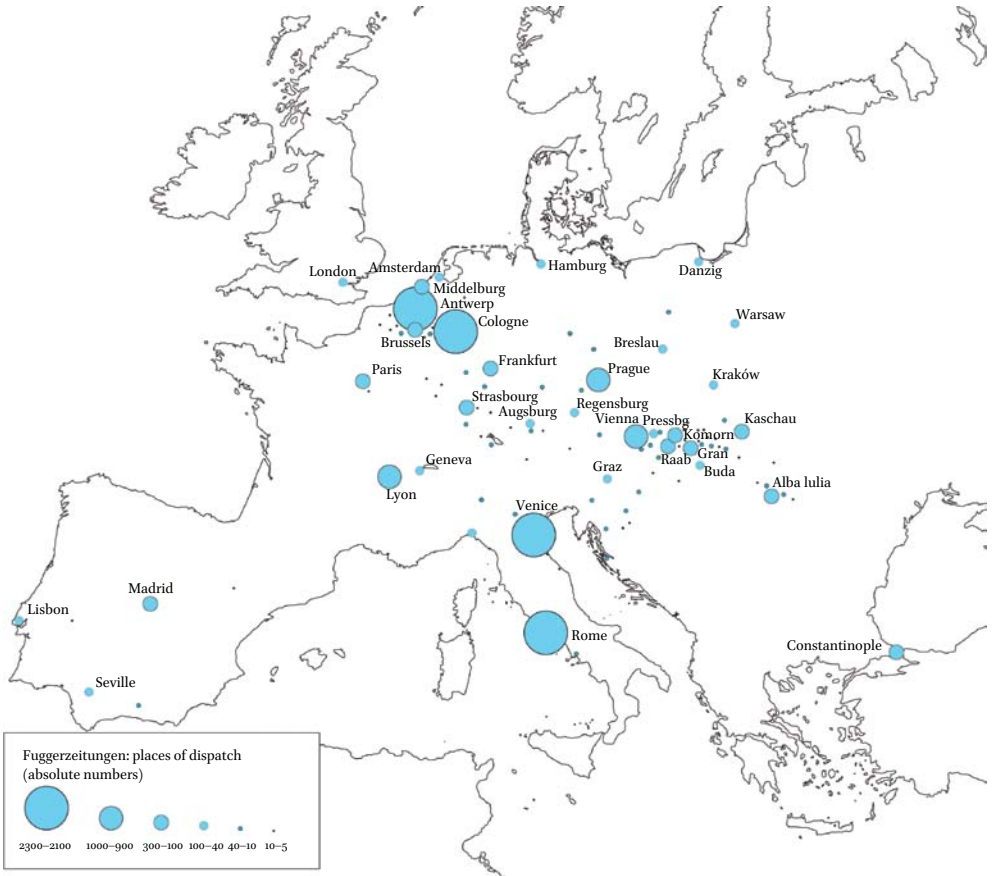 Hamburg
Danzig
London
Amsterdam
Middelburg
Antwerp
Cologne
Brussels
Warsaw
Breslau
Frankfurt
Paris
Prague
Kraków
Strasbourg
Augsburg
Regensburg
Vienna
Pressbg
Komorn
Kaschau
Gran
Raab
Buda
Geneva
Graz
Alba lulia
Lyon
Venice
Madrid
Lisbon
Rome
Constantinople
Seville
Fuggerzeitungen: places of dispatch
(absolute numbers)
2300–2100 1000–900 300–100 100–40 40–10 10–5